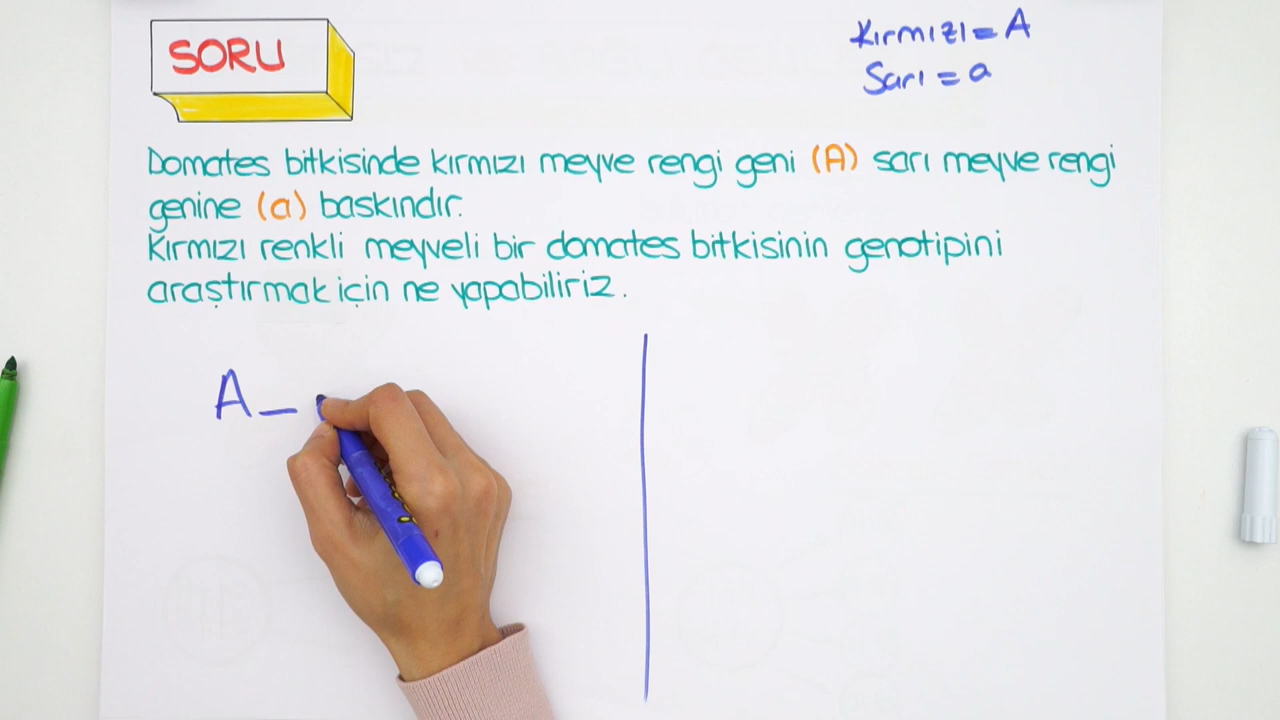 SORU
Kırmızı = A
Sarı = a
Domates bitkisinde kırmızı meyve rengi geni (A) sarı meyve rengi
genine (a) baskındır.
Kırmızı renkli meyveli bir domates bitkisinin genotipini
araştırmak için ne yapabiliriz.
A _